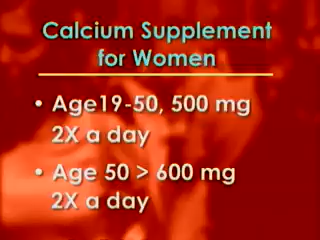 Calcium Supplement
for Women
• Age19-50, 500 mg
2X a day
• Age 50 > 600 mg
2X a day